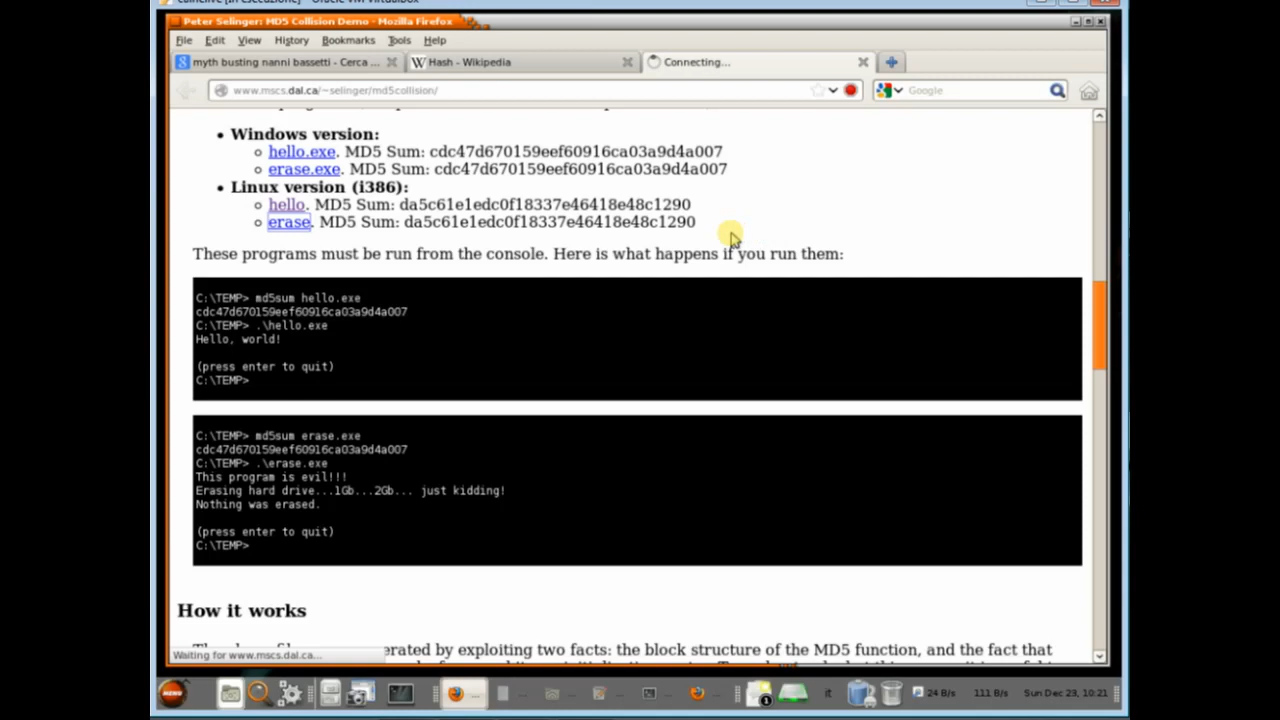 Peter Selinger: MD5 Collision Demo - Mozilla Firefox
File Edit View History Bookmarks Tools Help
myth busting nanni bassetti - Cerca ... Hash - Wikipedia Connecting...
www.mscs.dal.ca/~selinger/md5collision/ Google
• Windows version:
hello.exe. MD5 Sum: cdc47d670159eef60916ca03a9d4a007
erase.exe. MD5 Sum: cdc47d670159eef60916ca03a9d4a007
• Linux version (i386):
hello. MD5 Sum: da5c61e1edc0f18337e46418e48c1290
erase. MD5 Sum: da5c61e1edc0f18337e46418e48c1290
These programs must be run from the console. Here is what happens if you run them:
C:\TEMP> md5sum hello.exe
cdc47d670159eef60916ca03a9d4a007
C:\TEMP> .\hello.exe
Hello, world!
(press enter to quit)
C:\TEMP>
C:\TEMP> md5sum erase.exe
cdc47d670159eef60916ca03a9d4a007
C:\TEMP> .\erase.exe
This program is evil!!!
Erasing hard drive...1Gb...2Gb... just kidding!
Nothing was erased.
(press enter to quit)
C:\TEMP>
How it works
erated by exploiting two facts: the block structure of the MD5 function, and the fact that
Waiting for www.mscs.dal.ca...
MENU it 24 B/s 111 B/s Sun Dec 23, 10:21